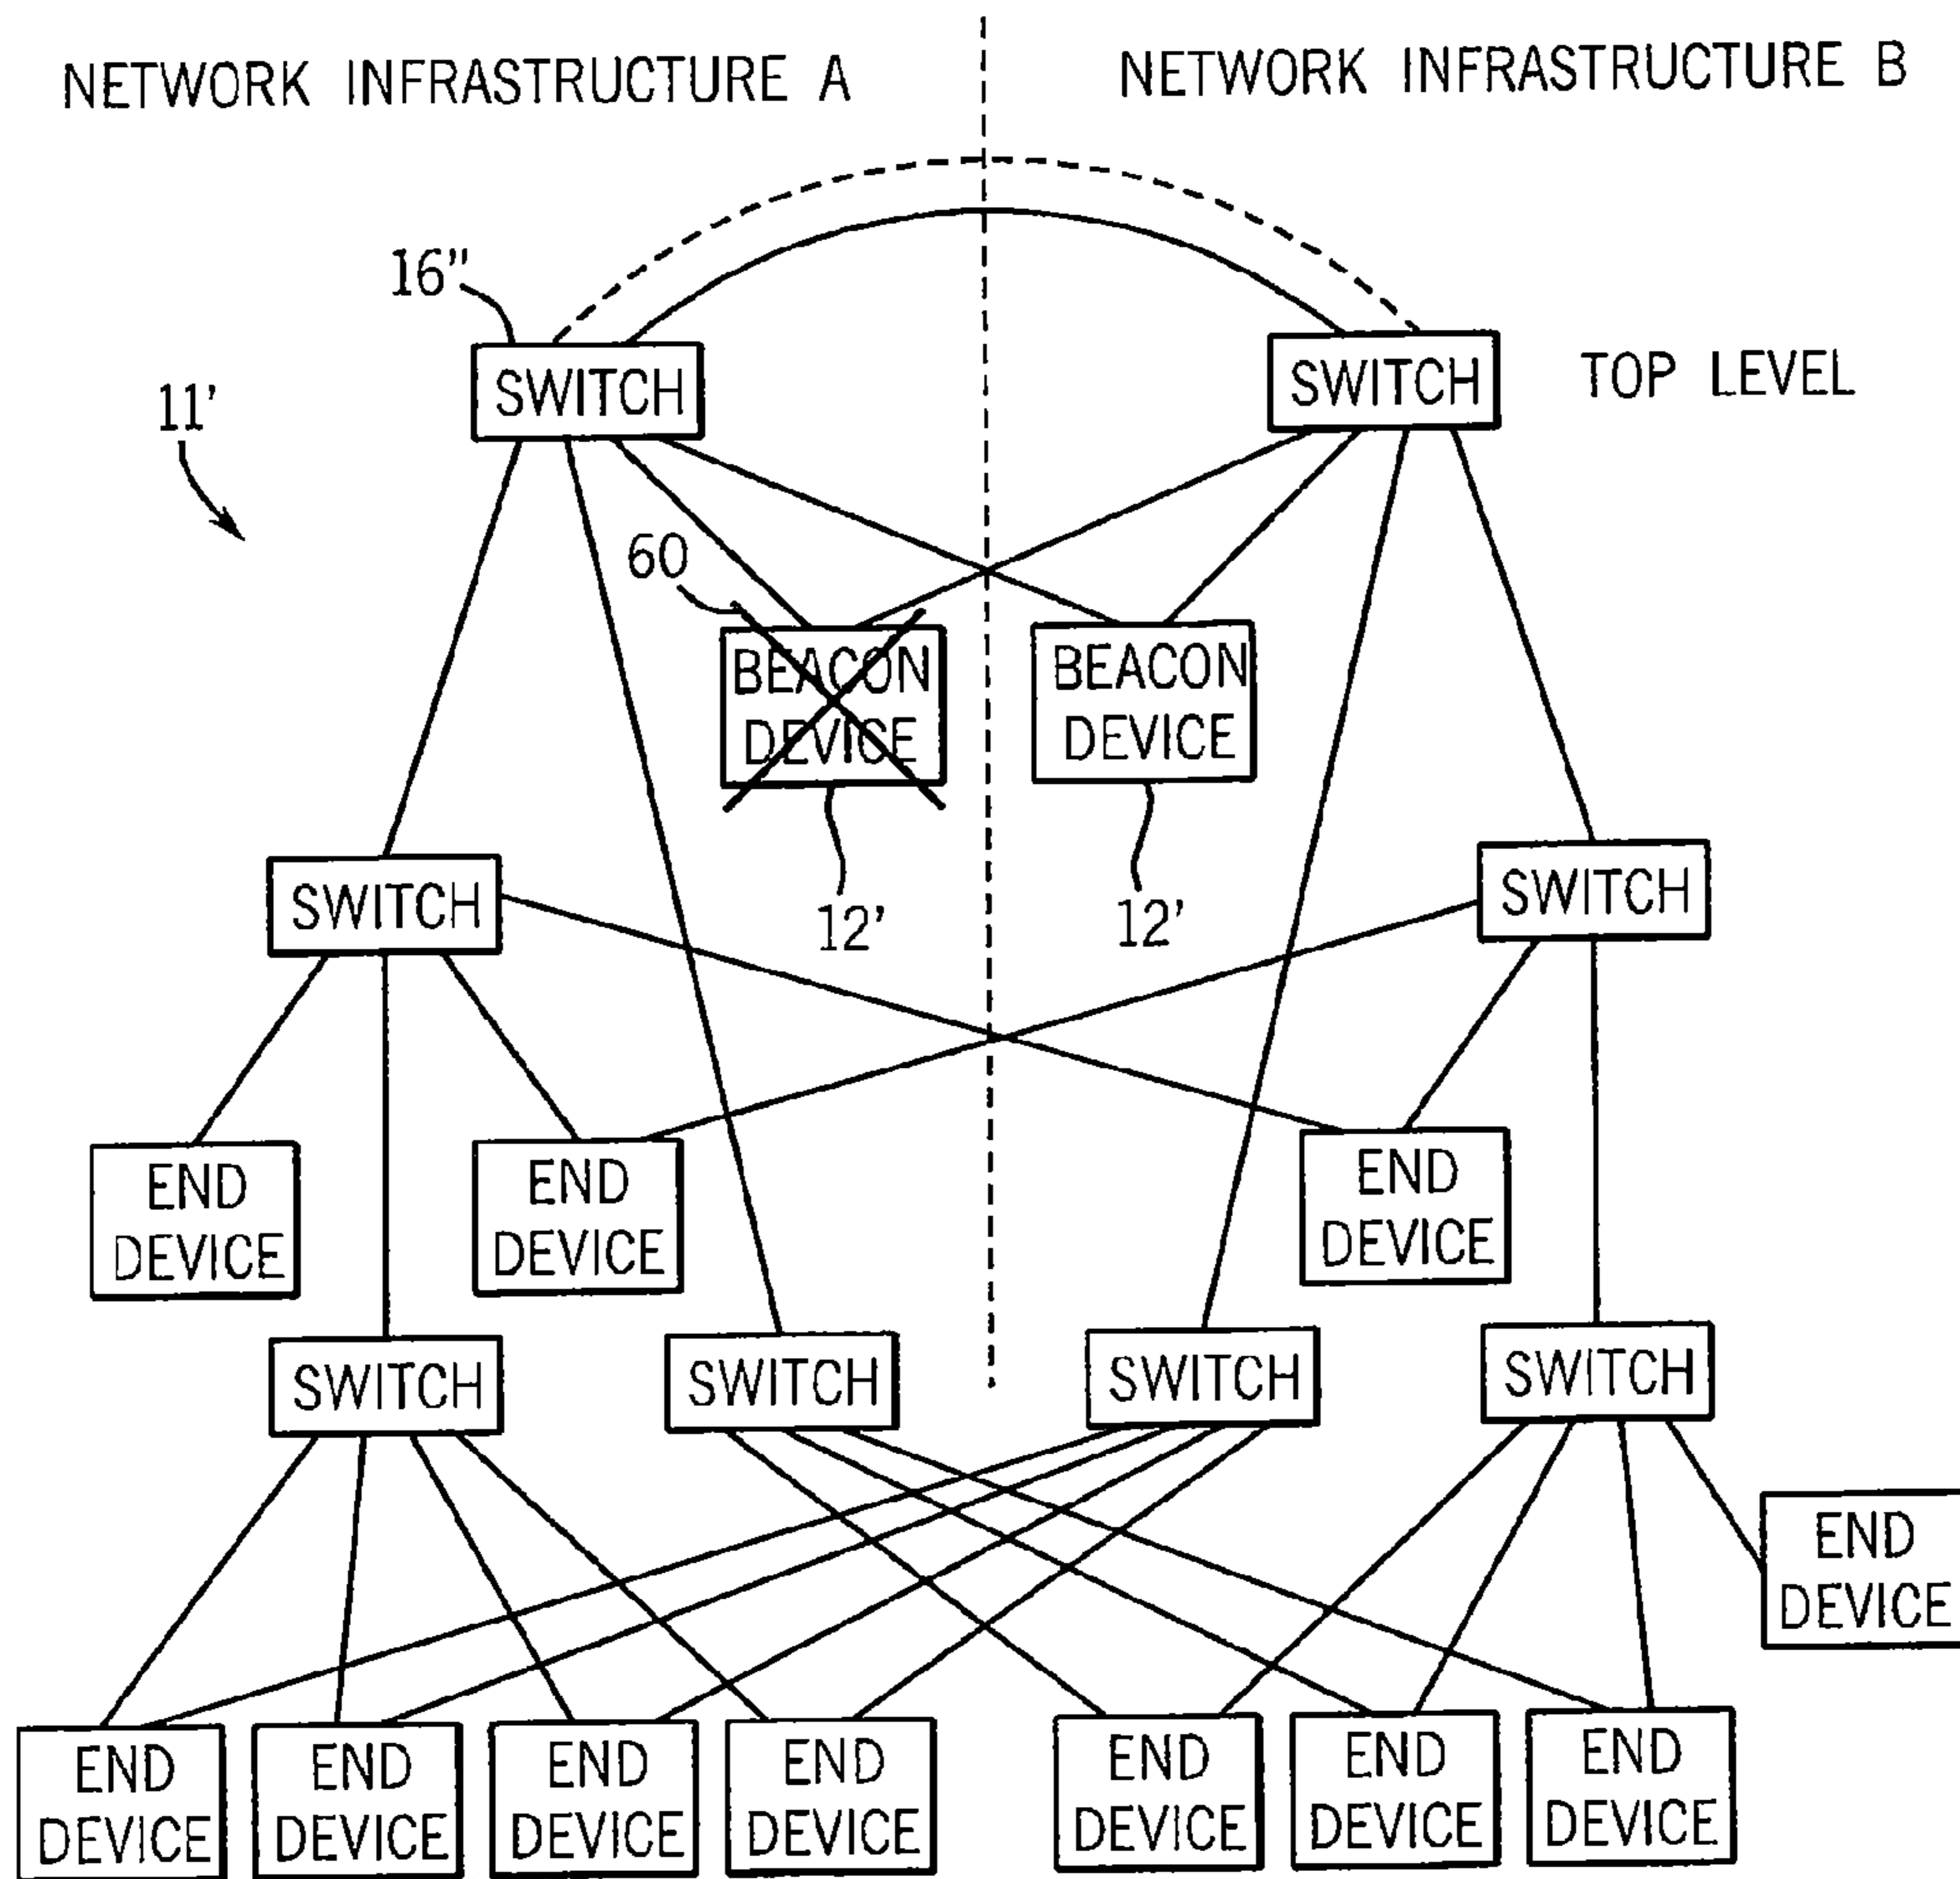 NETWORK INFRASTRUCTURE A
NETWORK INFRASTRUCTURE B
16"
SWITCH
SWITCH
TOP LEVEL
11'
60
BEACON
DEVICE
BEACON
DEVICE
12'
12'
SWITCH
SWITCH
END
DEVICE
END
DEVICE
END
DEVICE
SWITCH
SWITCH
SWITCH
SWITCH
END
DEVICE
END
DEVICE
END
DEVICE
END
DEVICE
END
DEVICE
END
DEVICE
END
DEVICE
END
DEVICE